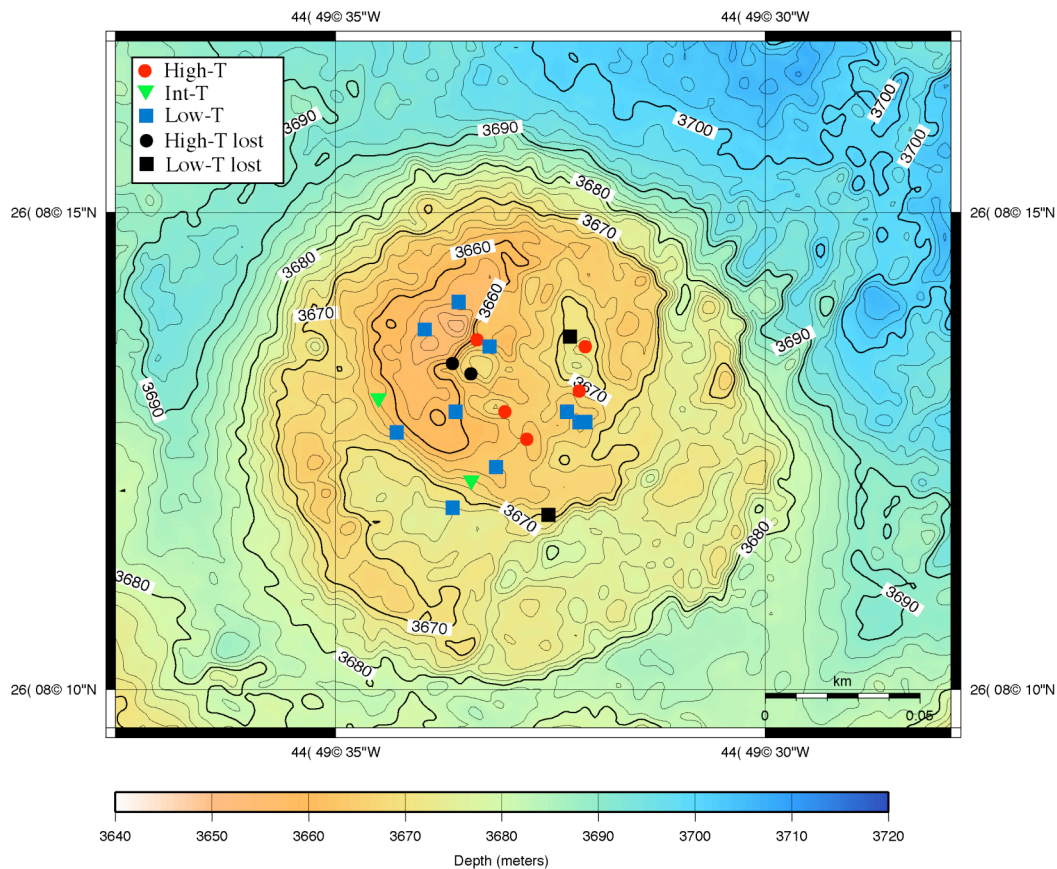 44( 49© 35"W 44( 49© 30"W
High-T
Int-T
Low-T
High-T lost
Low-T lost
3690
3690
3700
3700
3700
3680
26( 08© 15"N 26( 08© 15"N
3670
3660
3680
3660
3670
3690
3670
3690
3670
3680
3680
3690
3670
3680
26( 08© 10"N 26( 08© 10"N
km
0 0.05
44( 49© 35"W 44( 49© 30"W
3640 3650 3660 3670 3680 3690 3700 3710 3720
Depth (meters)